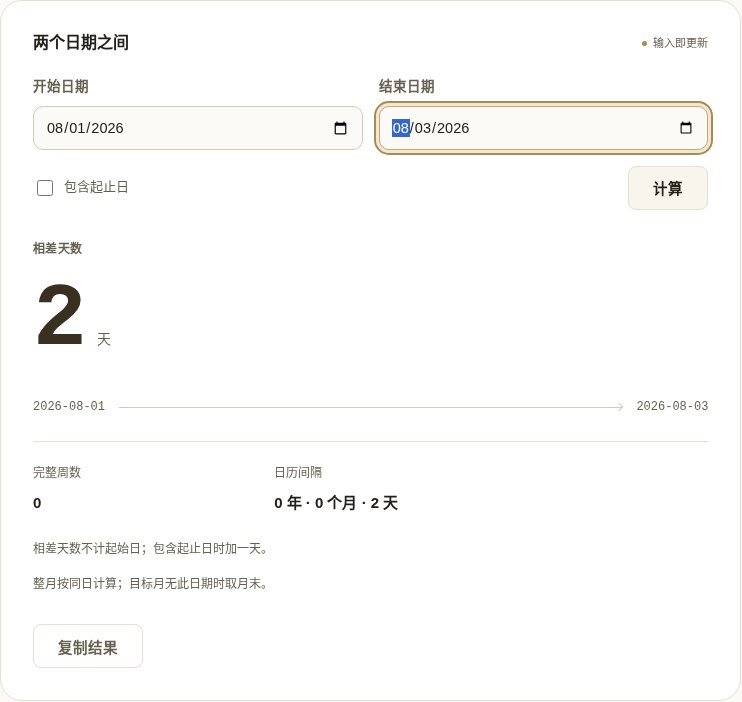 两个日期之间
输入即更新
开始日期
结束日期
08/01/2026
08/03/2026
包含起止日
计算
相差天数
2 天
2026-08-01
2026-08-03
完整周数
日历间隔
0
0 年 · 0 个月 · 2 天
相差天数不计起始日；包含起止日时加一天。
整月按同日计算；目标月无此日期时取月末。
复制结果